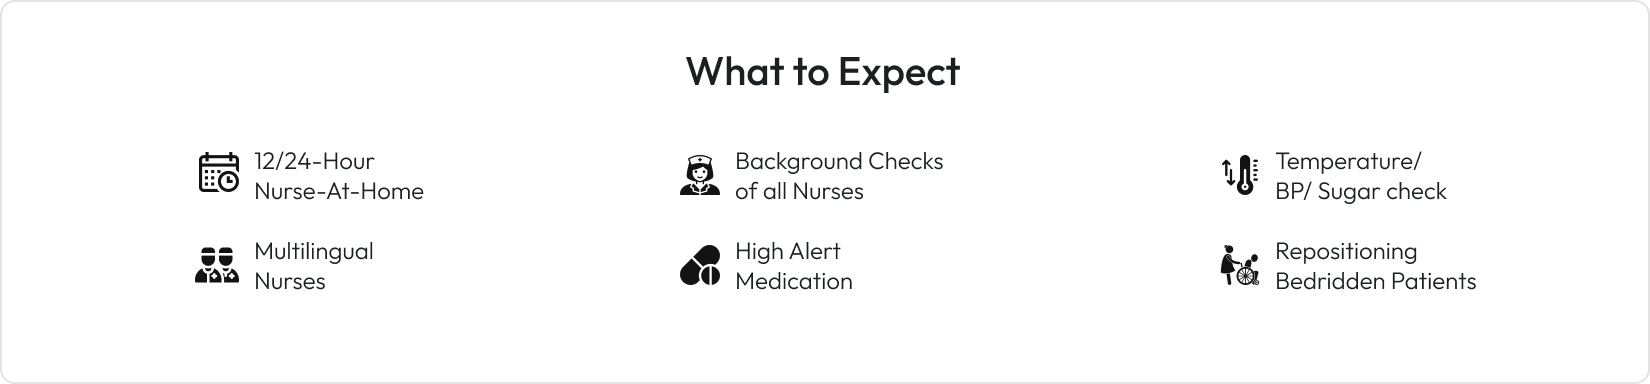 What to Expect
12/24-Hour
Nurse-At-Home
Background Checks
of all Nurses
Temperature/
BP/ Sugar check
Multilingual
Nurses
High Alert
Medication
Repositioning
Bedridden Patients